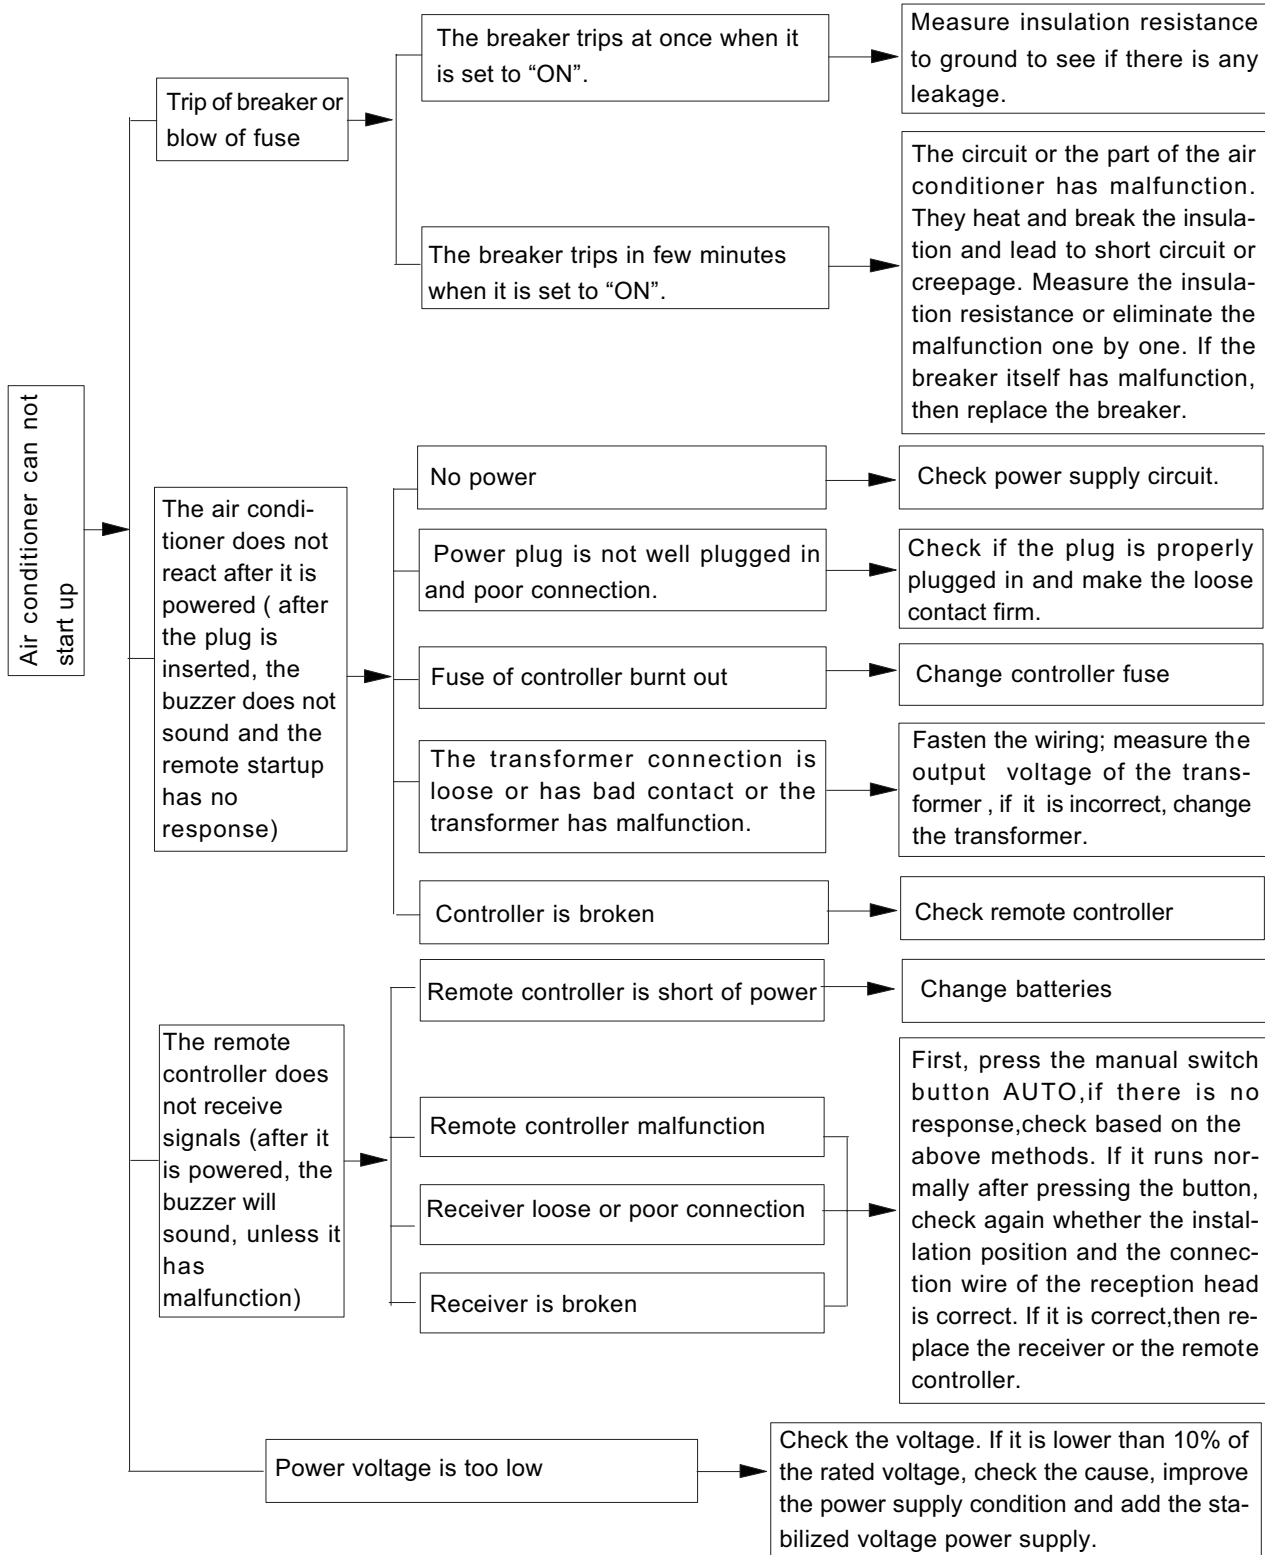 Air conditioner can not
start up
Trip of breaker or
blow of fuse
The breaker trips at once when it
is set to “ON”.
Measure insulation resistance
to ground to see if there is any
leakage.
The breaker trips in few minutes
when it is set to “ON”.
The circuit or the part of the air
conditioner has malfunction.
They heat and break the insula-
tion and lead to short circuit or
creepage. Measure the insula-
tion resistance or eliminate the
malfunction one by one. If the
breaker itself has malfunction,
then replace the breaker.
The air condi-
tioner does not
react after it is
powered ( after
the plug is
inserted, the
buzzer does not
sound and the
remote startup
has no
response)
No power
Check power supply circuit.
Power plug is not well plugged in
and poor connection.
Check if the plug is properly
plugged in and make the loose
contact firm.
Fuse of controller burnt out
Change controller fuse
The transformer connection is
loose or has bad contact or the
transformer has malfunction.
Fasten the wiring; measure the
output voltage of the trans-
former , if it is incorrect, change
the transformer.
Controller is broken
Check remote controller
The remote
controller does
not receive
signals (after it
is powered, the
buzzer will
sound, unless it
has
malfunction)
Remote controller is short of power
Change batteries
Remote controller malfunction
Receiver loose or poor connection
Receiver is broken
First, press the manual switch
button AUTO,if there is no
response,check based on the
above methods. If it runs nor-
mally after pressing the button,
check again whether the instal-
lation position and the connec-
tion wire of the reception head
is correct. If it is correct,then re-
place the receiver or the remote
controller.
Power voltage is too low
Check the voltage. If it is lower than 10% of
the rated voltage, check the cause, improve
the power supply condition and add the sta-
bilized voltage power supply.